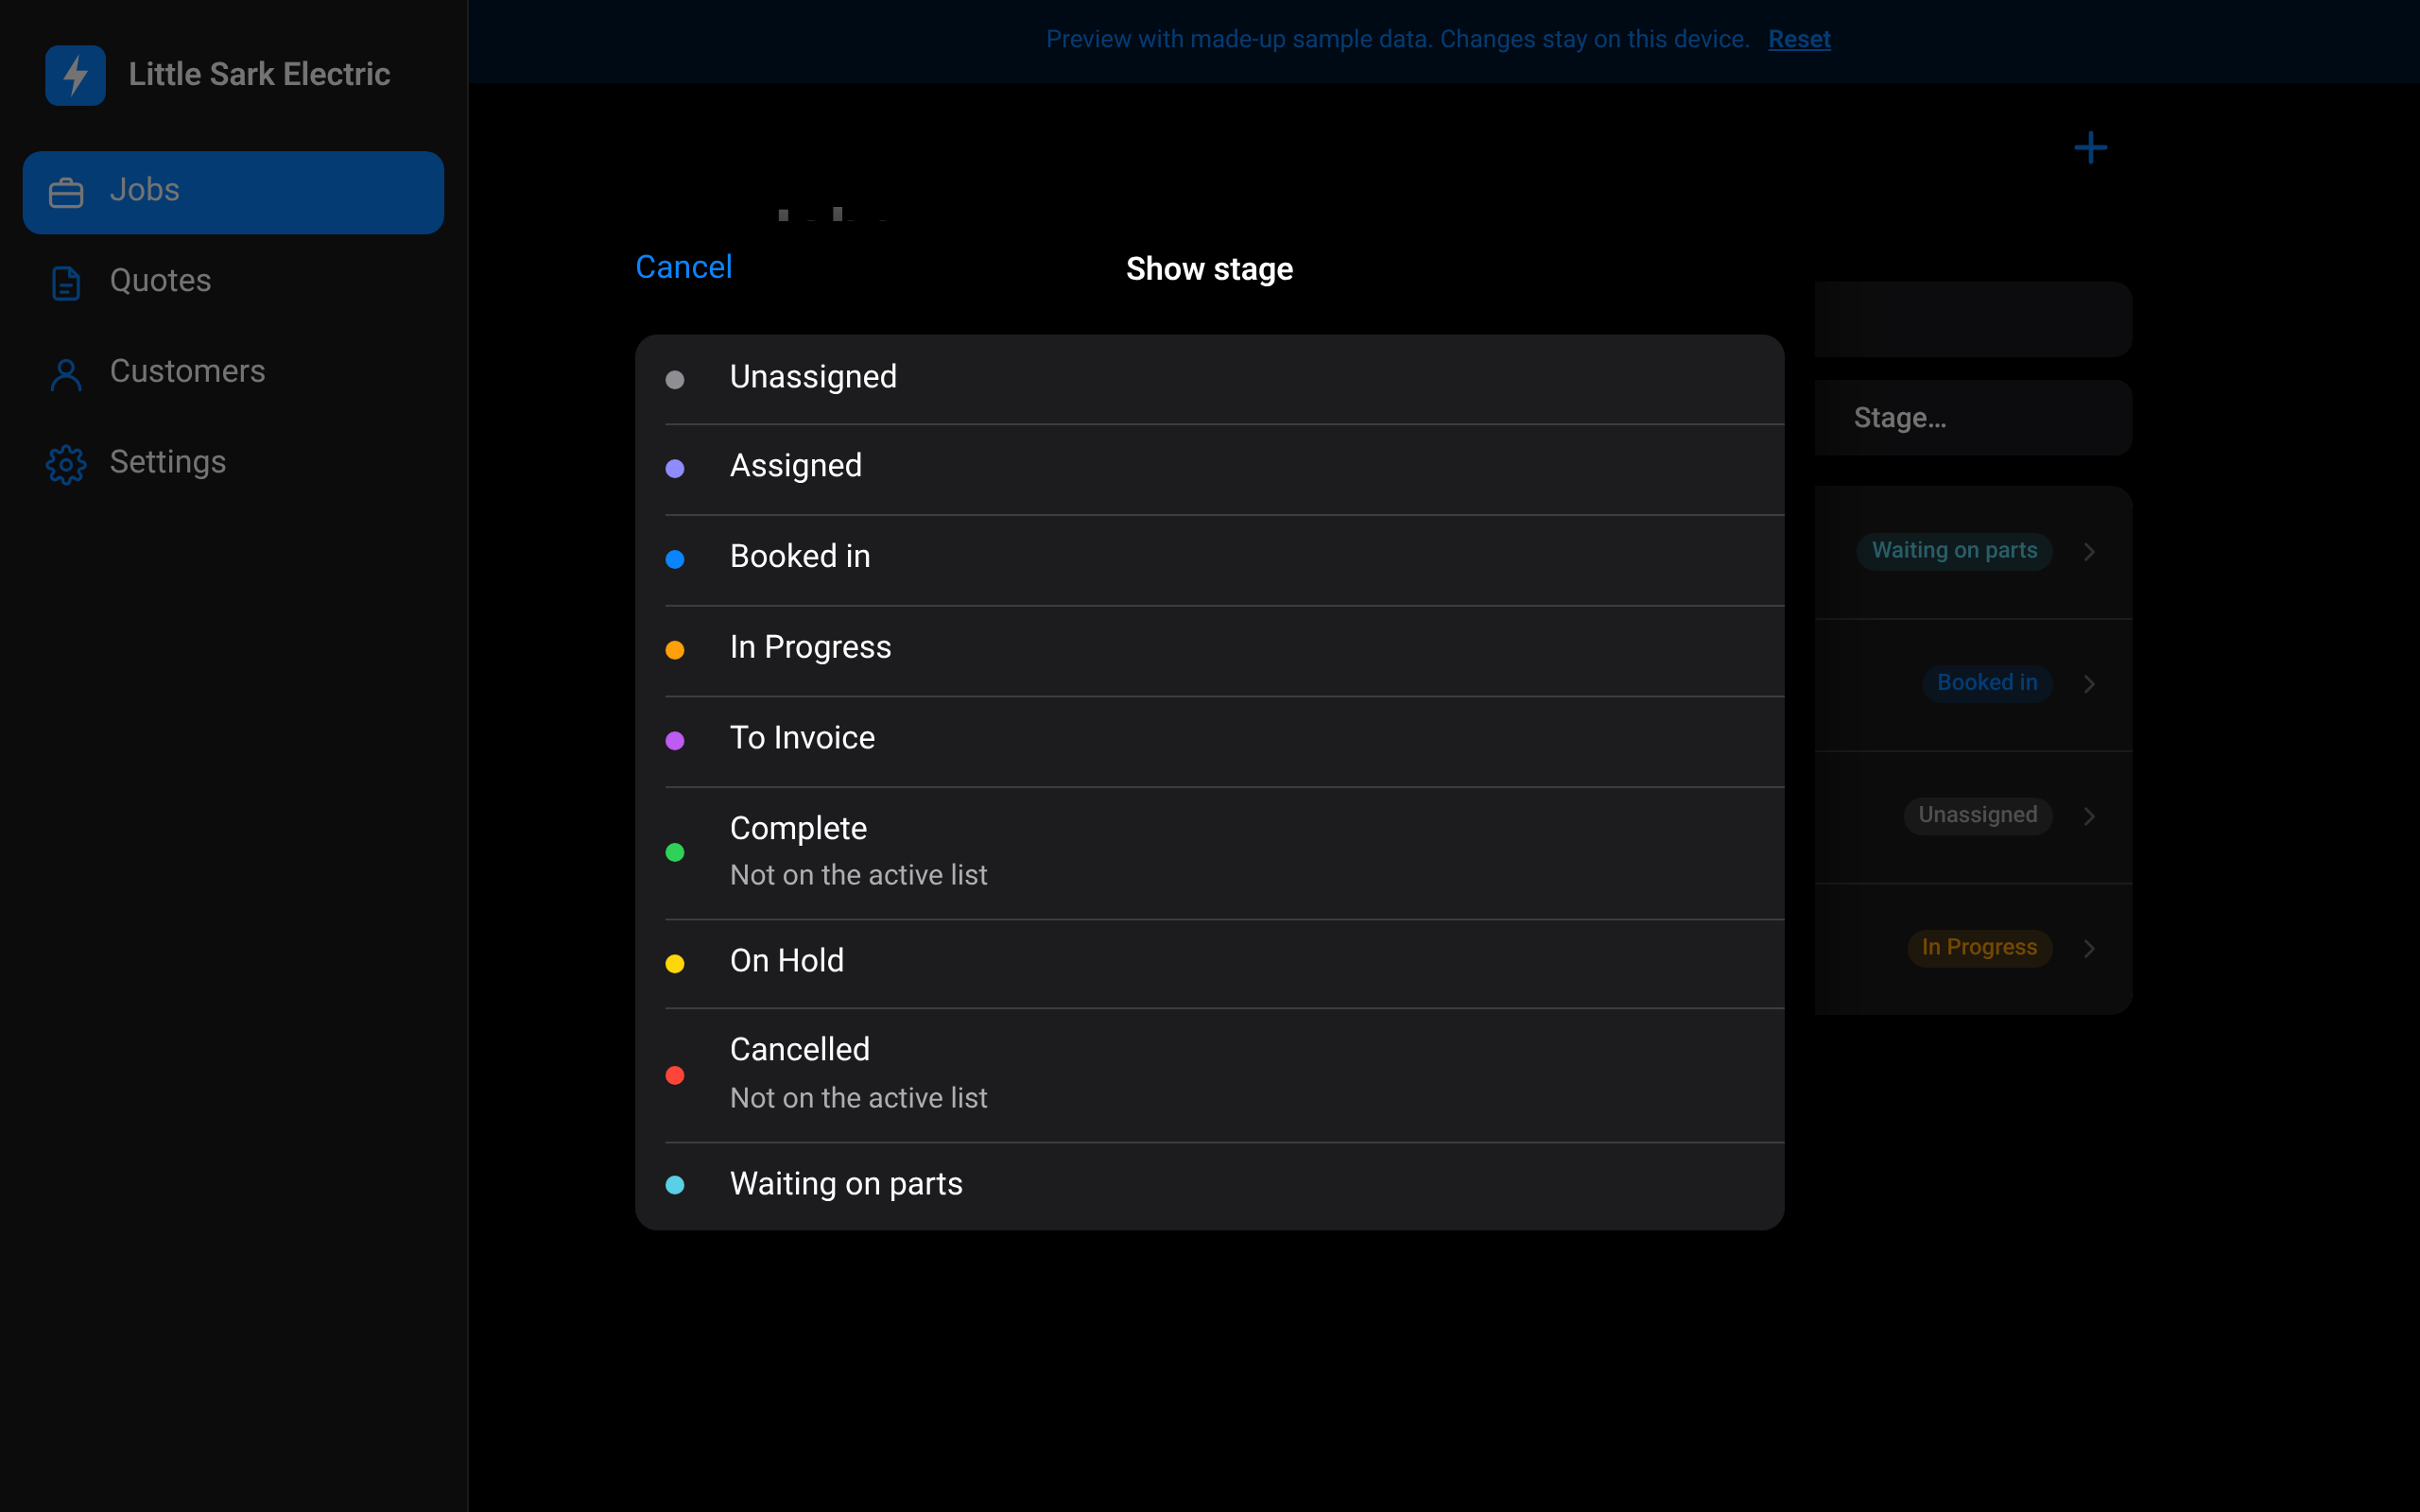 Little Sark Electric
Jobs
Quotes
Customers
Settings
Preview with made-up sample data. Changes stay on this device. Reset
Cancel
Show stage
Unassigned
Assigned
Booked in
In Progress
To Invoice
Complete
Not on the active list
On Hold
Cancelled
Not on the active list
Waiting on parts
Stage...
Waiting on parts
Booked in
Unassigned
In Progress